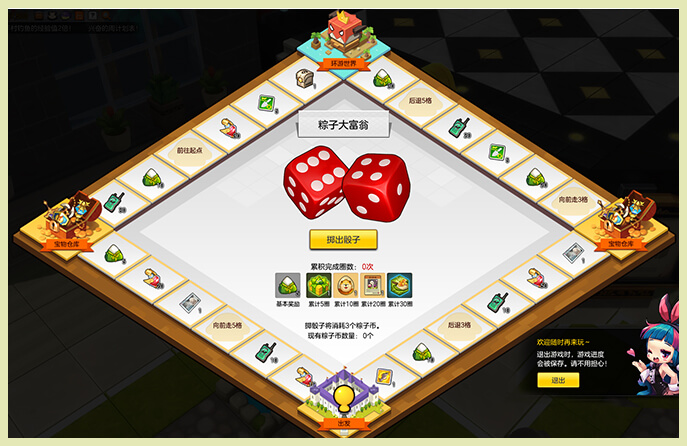 环游世界
后退5格
粽子大富翁
前往起点
向前走3格
宝物仓库
宝物仓库
掷出骰子
累积完成圈数：0次
基本奖励 累计5圈 累计10圈 累计20圈 累计30圈
掷骰子将消耗3个粽子币。
现有粽子币数量：0个
向前走5格
后退3格
欢迎随时再来玩～
退出游戏时，游戏进度
会被保存，请不用担心！
退出
出发